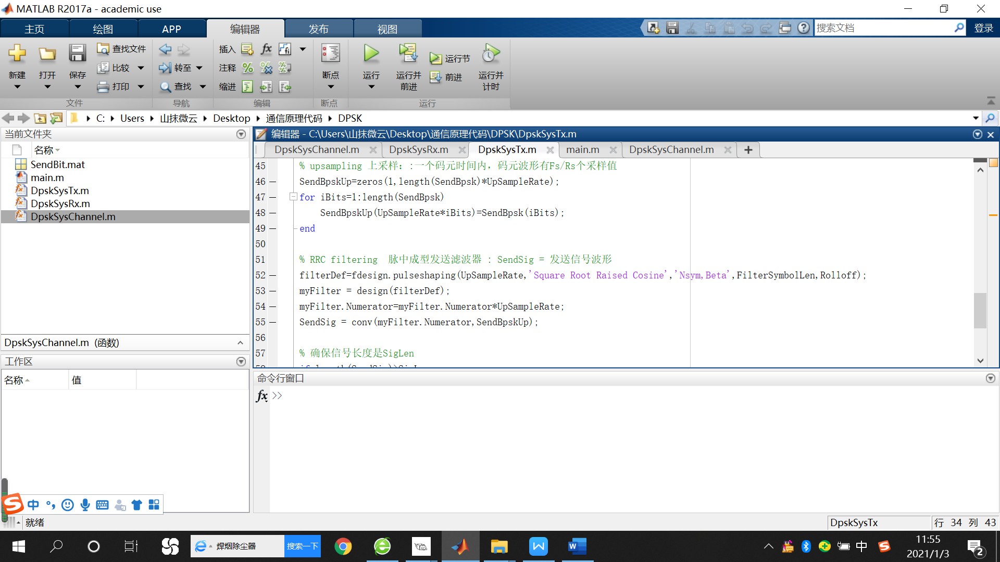 MATLAB R2017a - academic use
主页 绘图 APP 编辑器 发布 视图 搜索文档 登录
新建 打开 保存 查找文件 比较 打印
转至 查找
插入 注释 缩进
断点 运行 运行并前进 运行节 前进 运行并计时
文件 导航 编辑 断点 运行
C: Users 山抹微云 Desktop 通信原理代码 DPSK
当前文件夹
名称
SendBit.mat
main.m
DpskSysTx.m
DpskSysRx.m
DpskSysChannel.m
DpskSysChannel.m (函数)
工作区
名称 值
编辑器 - C:\Users\山抹微云\Desktop\通信原理代码\DPSK\DpskSysTx.m
DpskSysChannel.m DpskSysRx.m DpskSysTx.m main.m DpskSysChannel.m
45 % upsampling 上采样：:一个码元时间内，码元波形有Fs/Rs个采样值
46 SendBpskUp=zeros(1,length(SendBpsk)*UpSampleRate);
47 for iBits=1:length(SendBpsk)
48 SendBpskUp(UpSampleRate*iBits)=SendBpsk(iBits);
49 end
50
51 % RRC filtering 脉中成型发送滤波器 : SendSig = 发送信号波形
52 filterDef=fdesign.pulseshaping(UpSampleRate,'Square Root Raised Cosine','Nsym,Beta',FilterSymbolLen,Rolloff);
53 myFilter = design(filterDef);
54 myFilter.Numerator=myFilter.Numerator*UpSampleRate;
55 SendSig = conv(myFilter.Numerator,SendBpskUp);
56
57 % 确保信号长度是SigLen
命令行窗口
fx >>
中
就绪
DpskSysTx 行 34 列 43
焊烟除尘器 搜索一下
中
11:55
2021/1/3
2